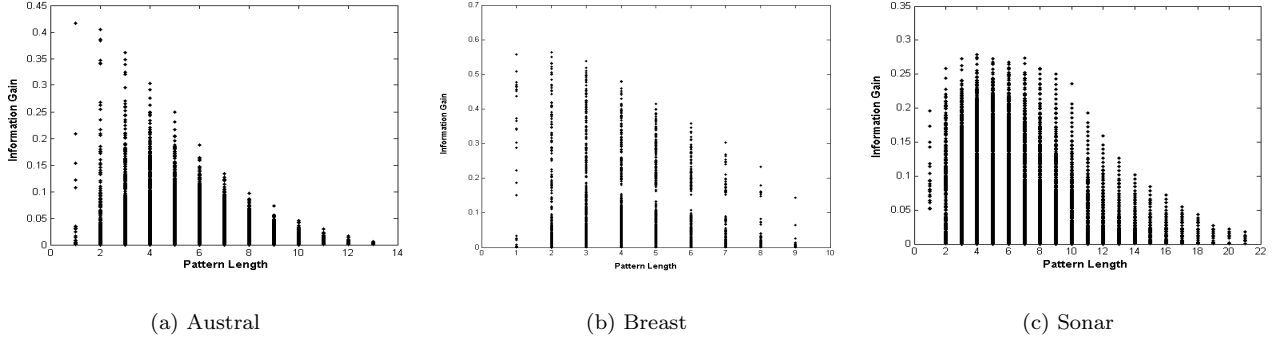 0.45
0.4
0.35
0.3
0.25
0.2
0.15
0.1
0.05
0
Information Gain
0 2 4 6 8 10 12 14
Pattern Length
(a) Austral
0.7
0.6
0.5
0.4
0.3
0.2
0.1
0
Information Gain
0 1 2 3 4 5 6 7 8 9 10
Pattern Length
(b) Breast
0.35
0.3
0.25
0.2
0.15
0.1
0.05
0
Information Gain
0 2 4 6 8 10 12 14 16 18 20 22
Pattern Length
(c) Sonar